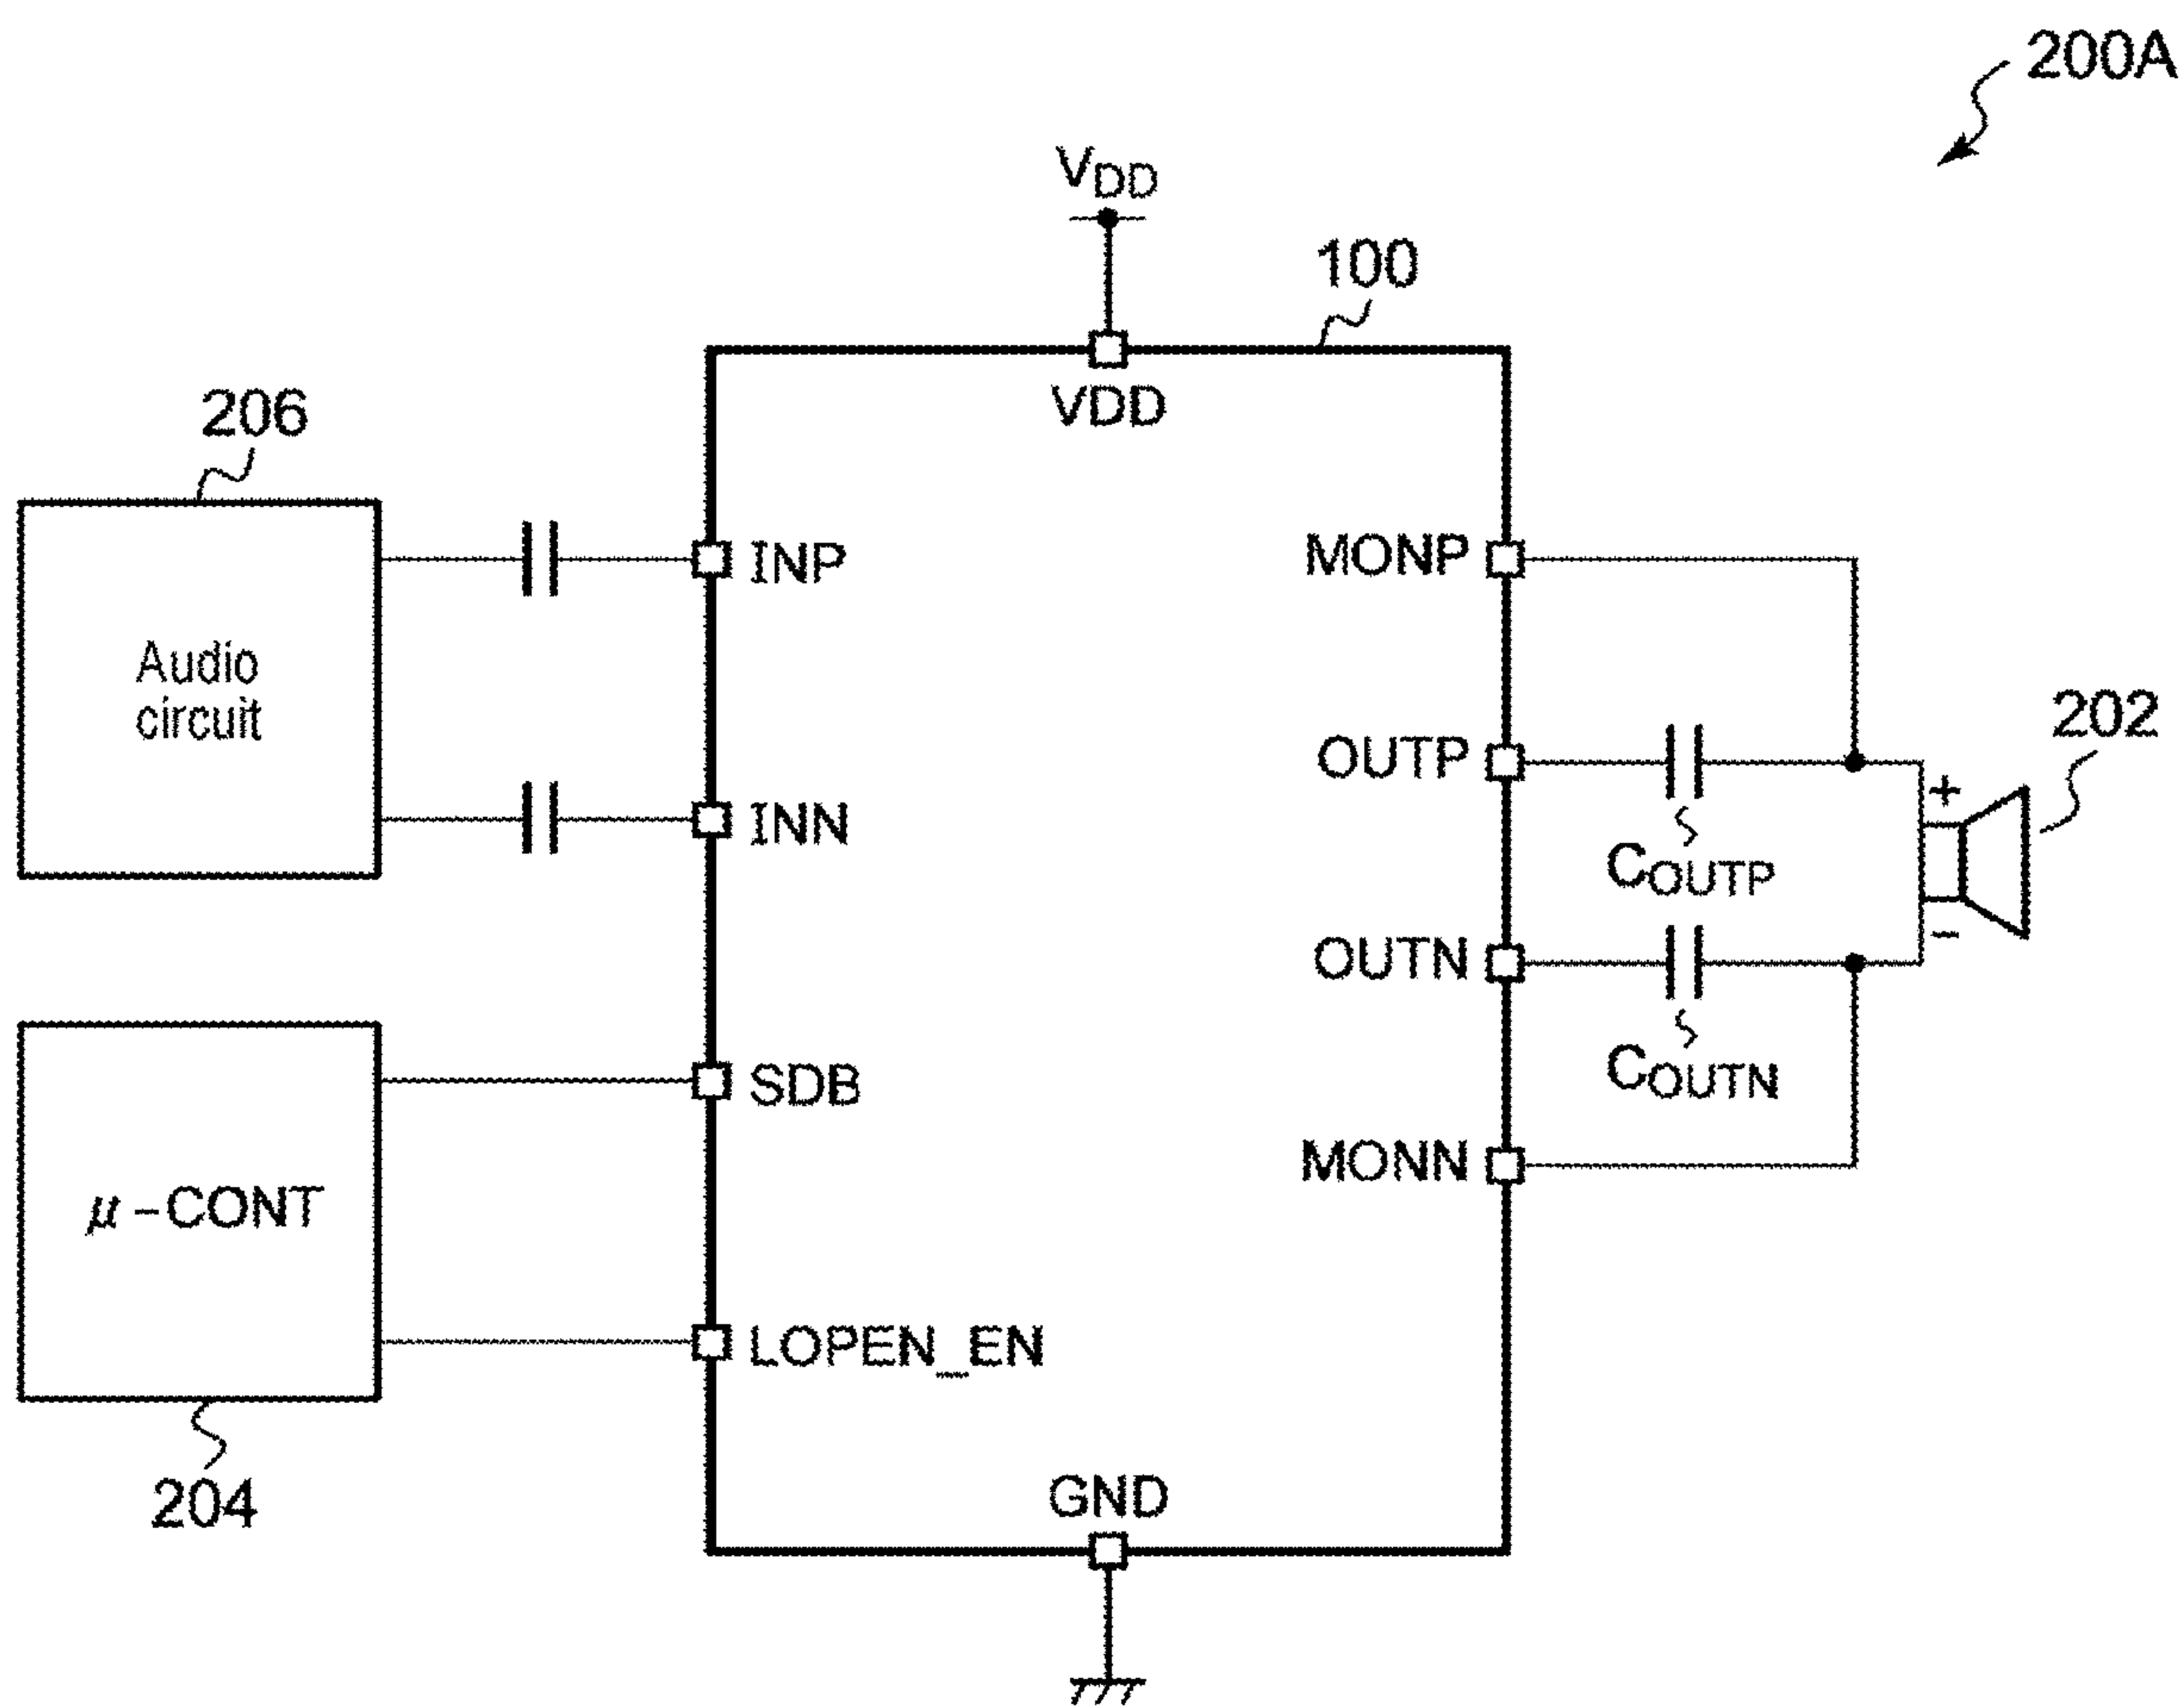 200A
VDD
100
VDD
206
Audio
circuit
INP
INN
MONP
OUTP
COUTP
202
+
−
OUTN
COUTN
MONN
SDB
μ-CONT
LOPEN_EN
204
GND